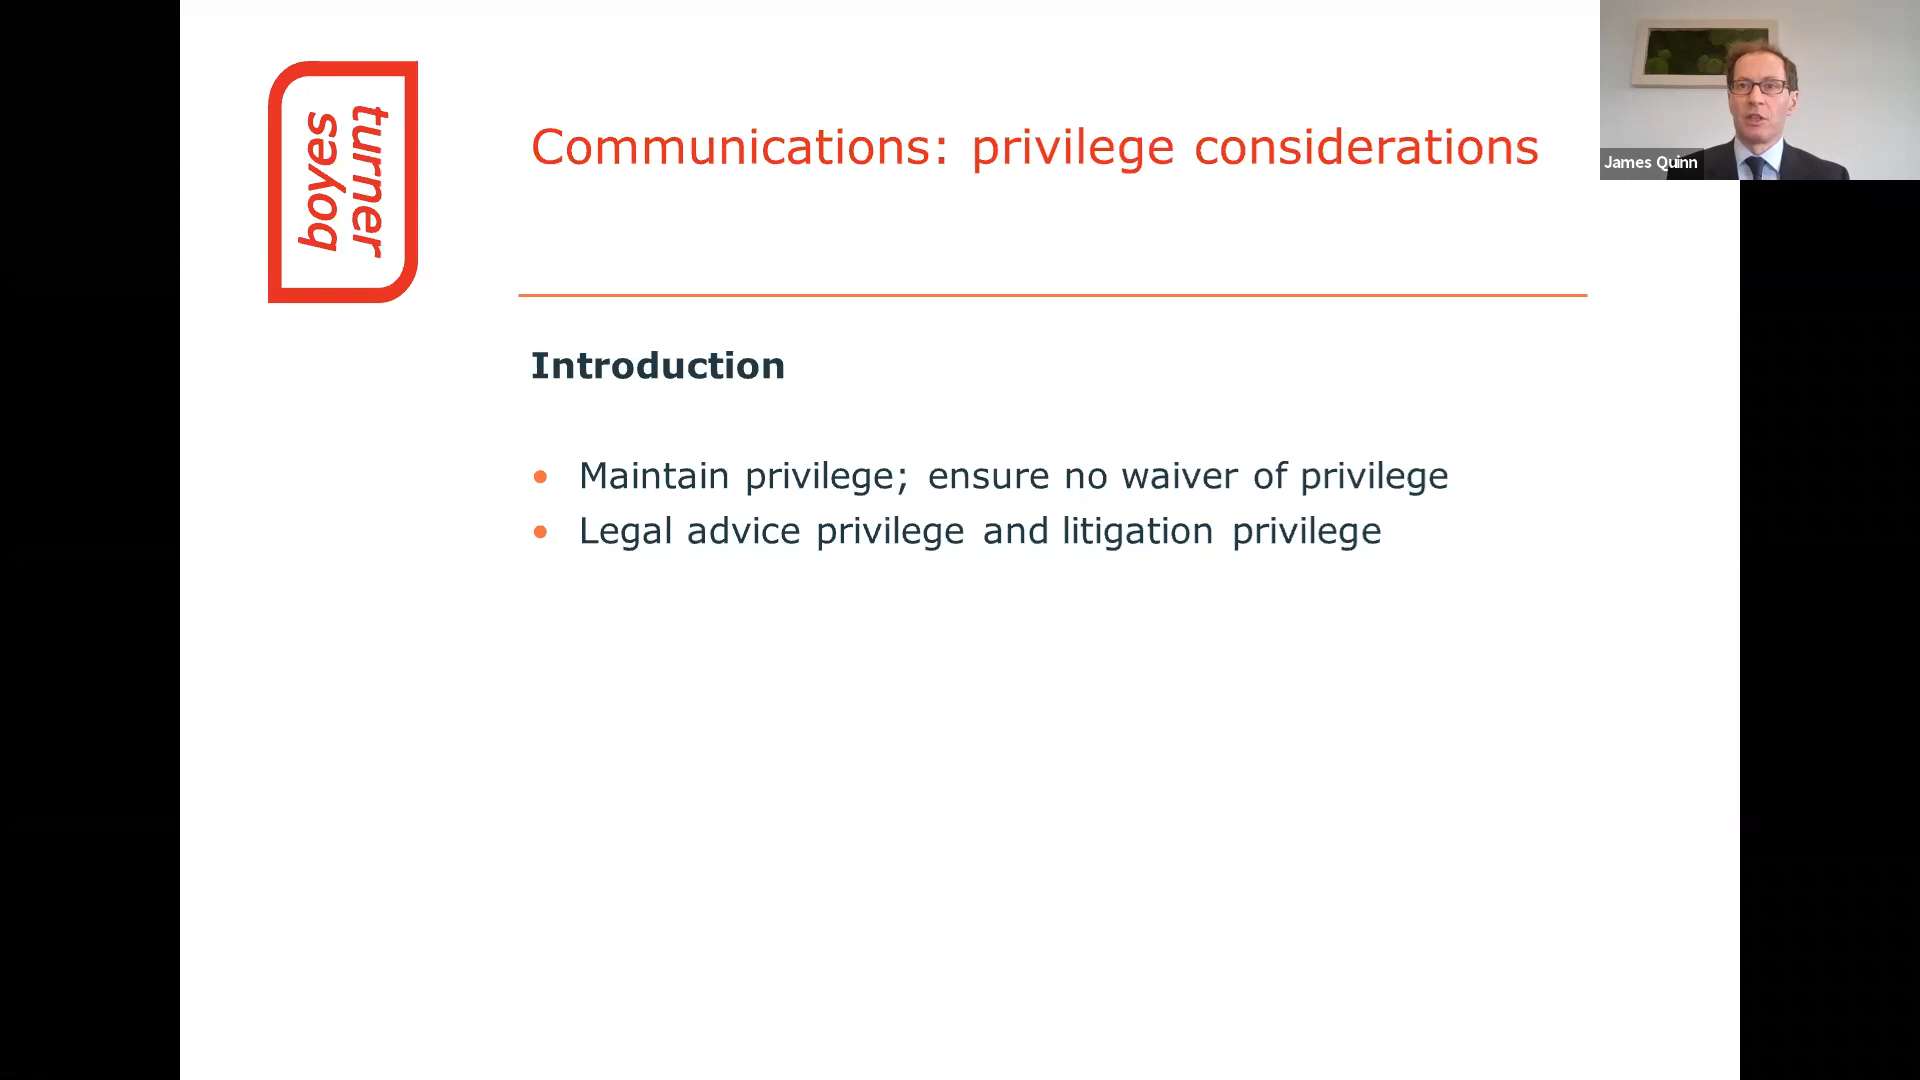 turner
boyes
Communications: privilege considerations
James Quinn
Introduction
• Maintain privilege; ensure no waiver of privilege
• Legal advice privilege and litigation privilege